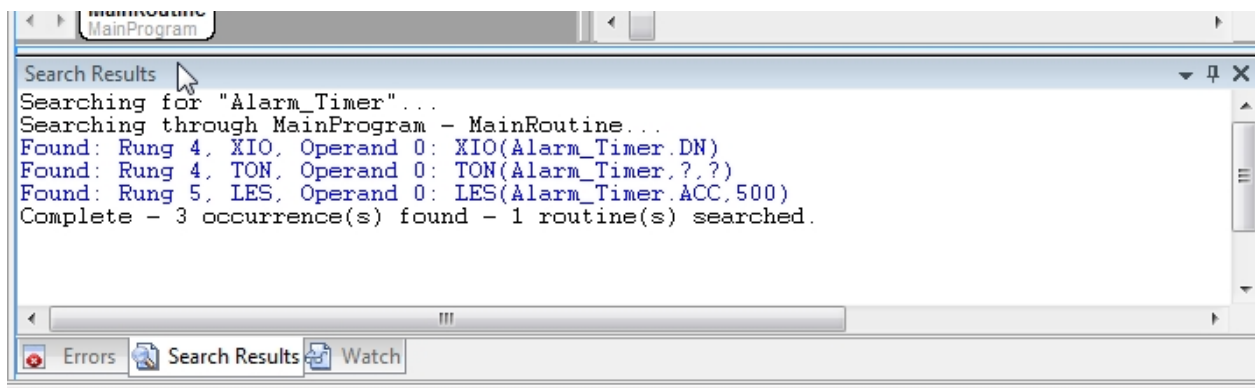 MainRoutine
MainProgram
Search Results
Searching for "Alarm_Timer"...
Searching through MainProgram - MainRoutine...
Found: Rung 4, XIO, Operand 0: XIO(Alarm_Timer.DN)
Found: Rung 4, TON, Operand 0: TON(Alarm_Timer,?,?)
Found: Rung 5, LES, Operand 0: LES(Alarm_Timer.ACC,500)
Complete - 3 occurrence(s) found - 1 routine(s) searched.
Errors Search Results Watch